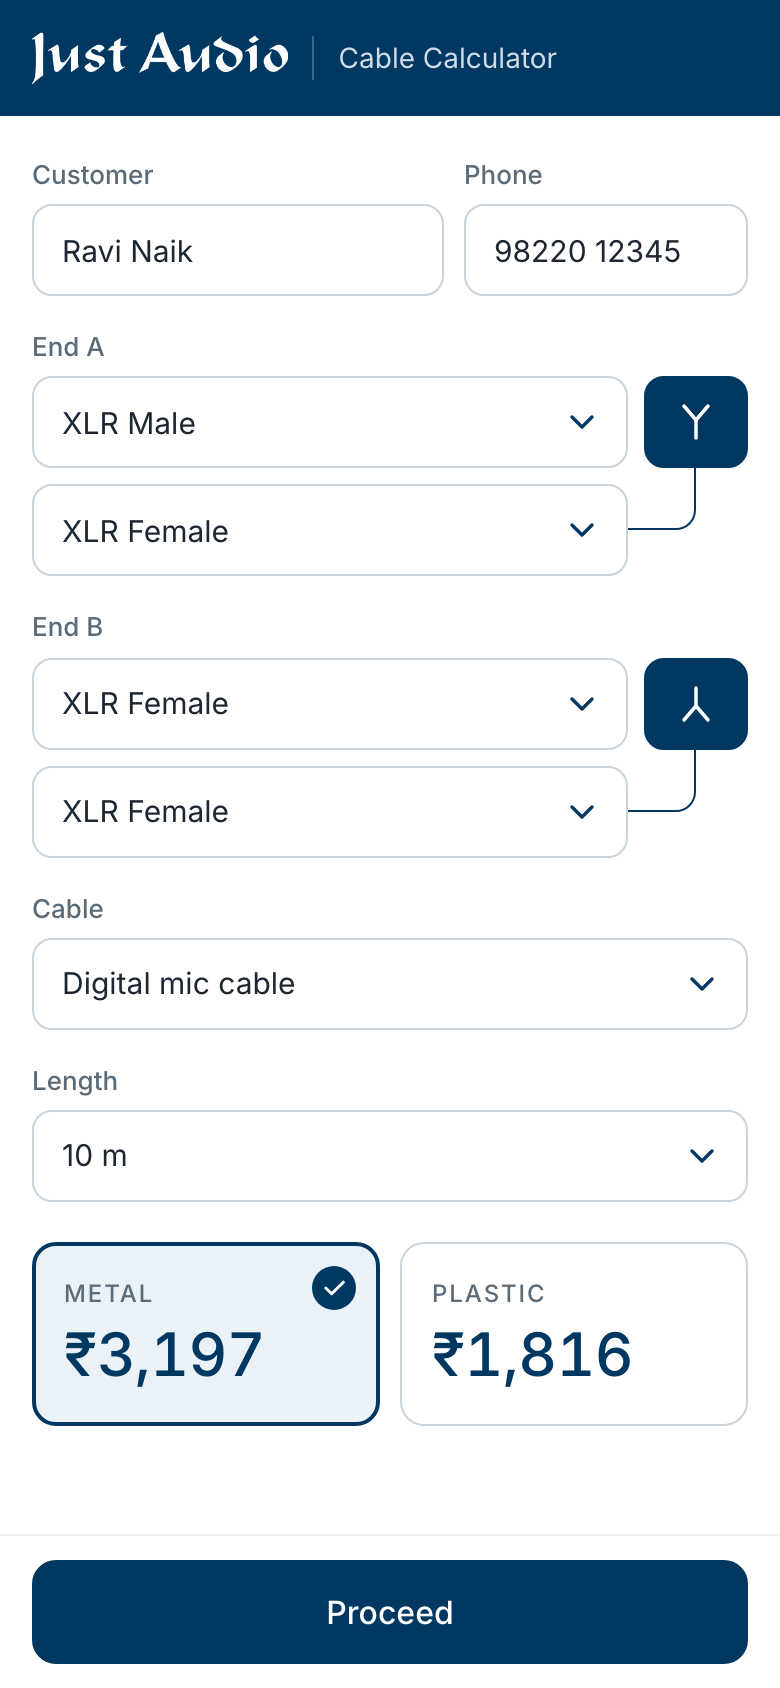 Just Audio
Cable Calculator
Customer
Phone
Ravi Naik
98220 12345
End A
XLR Male
XLR Female
End B
XLR Female
XLR Female
Cable
Digital mic cable
Length
10 m
METAL
PLASTIC
₹3,197
₹1,816
Proceed